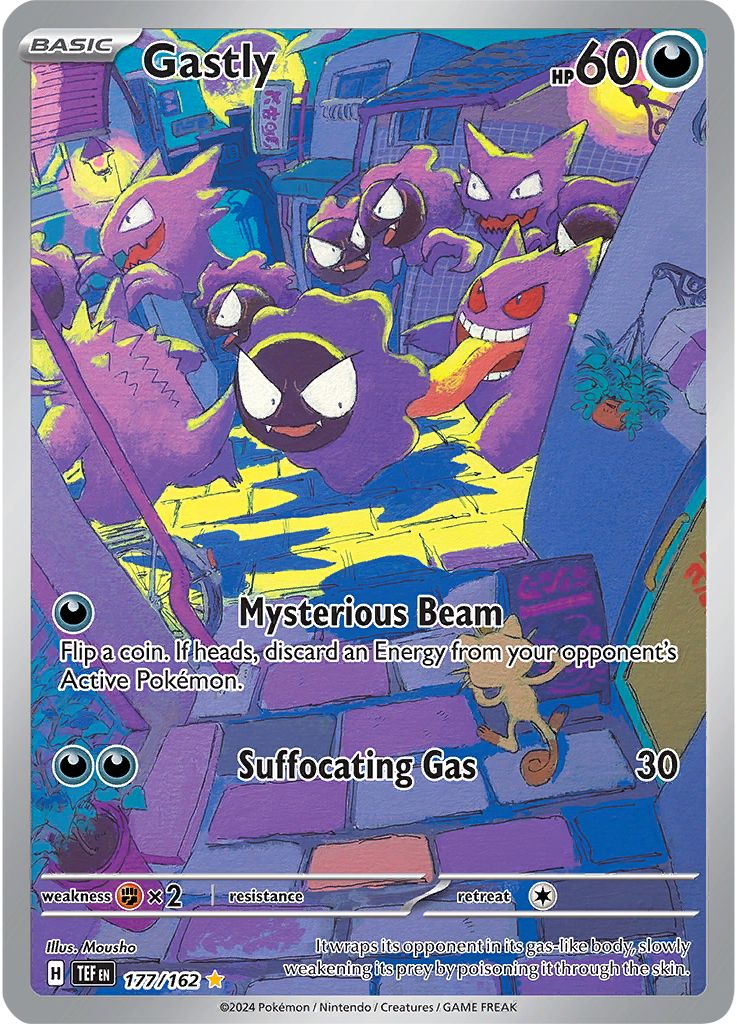 BASIC
Gastly
HP60
Mysterious Beam
Flip a coin. If heads, discard an Energy from your opponent's
Active Pokémon.
Suffocating Gas 30
weakness ×2 resistance retreat
Illus. Mousho
It wraps its opponent in its gas-like body, slowly
weakening its prey by poisoning it through the skin.
H TEF EN 177/162
©2024 Pokémon / Nintendo / Creatures / GAME FREAK